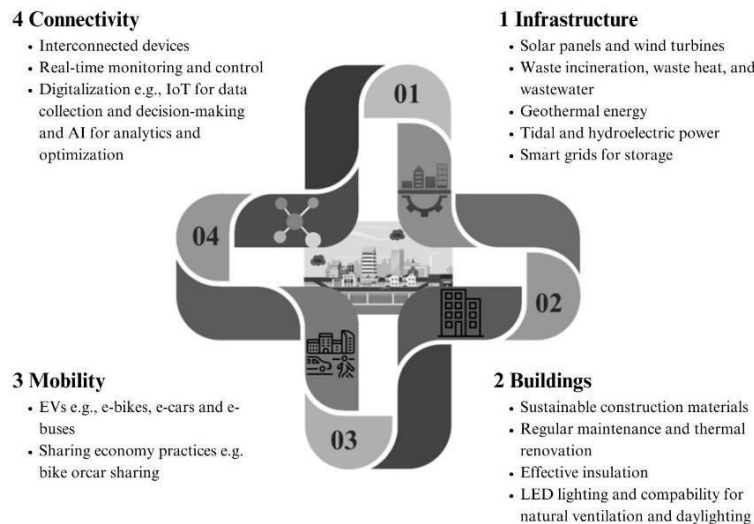 4 Connectivity
• Interconnected devices
• Real-time monitoring and control
• Digitalization e.g., IoT for data
collection and decision-making
and AI for analytics and
optimization
1 Infrastructure
• Solar panels and wind turbines
• Waste incineration, waste heat, and
wastewater
• Geothermal energy
• Tidal and hydroelectric power
• Smart grids for storage
01
04
02
03
3 Mobility
• EVs e.g., e-bikes, e-cars and e-
buses
• Sharing economy practices e.g.
bike orcar sharing
2 Buildings
• Sustainable construction materials
• Regular maintenance and thermal
renovation
• Effective insulation
• LED lighting and compability for
natural ventilation and daylighting